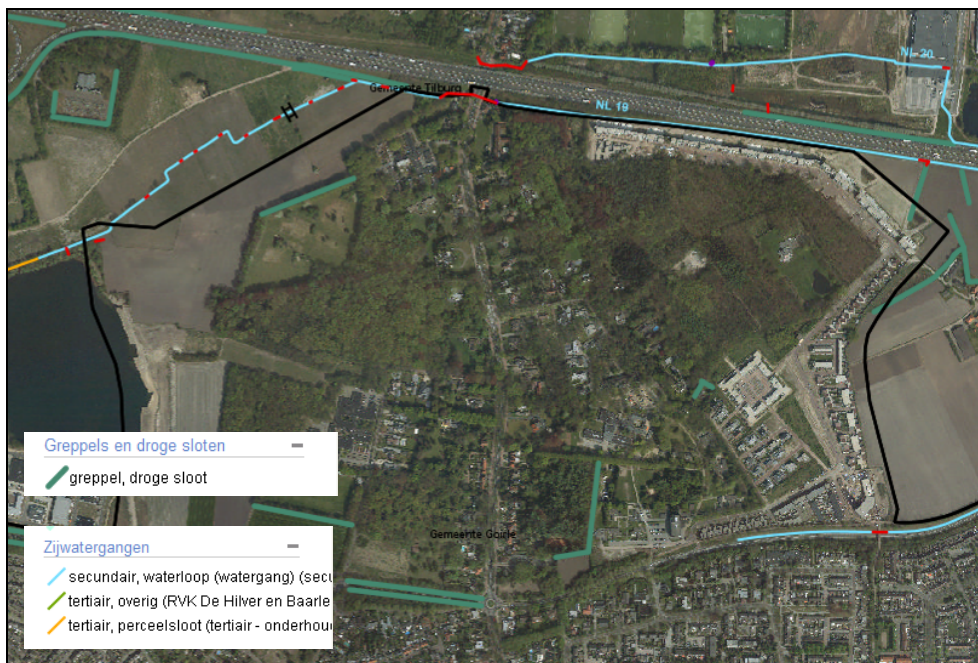 NL 20
Gemeente Tilburg
NL 19
Greppels en droge sloten
greppel, droge sloot
Gemeente Goirle
Zijwatergangen
secundair, waterloop (watergang) (secu
tertiair, overig (RVK De Hilver en Baarle
tertiair, perceelsloot (tertiair - onderhou